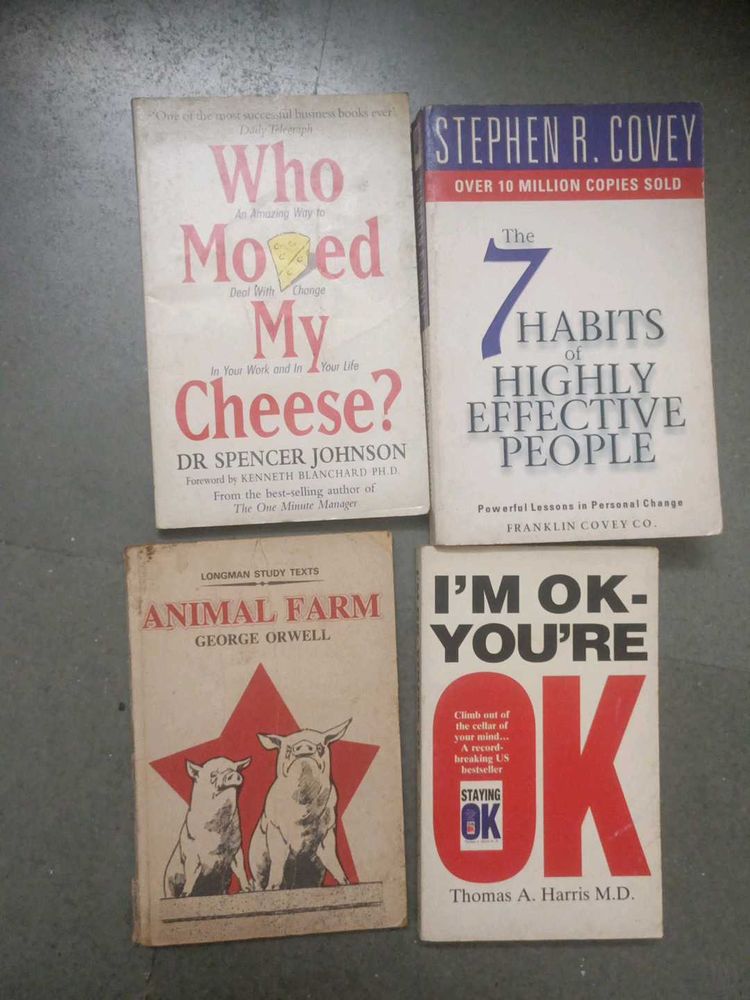 "One of the most successful business books ever'
Daily Telegraph
Who
An Amazing Way to
Moved
Deal With Change
My
In Your Work and In Your Life
Cheese?
DR SPENCER JOHNSON
Foreword by KENNETH BLANCHARD PH.D.
From the best-selling author of
The One Minute Manager
STEPHEN R. COVEY
OVER 10 MILLION COPIES SOLD
The
7 HABITS
of
HIGHLY
EFFECTIVE
PEOPLE
Powerful Lessons in Personal Change
FRANKLIN COVEY CO.
LONGMAN STUDY TEXTS
ANIMAL FARM
GEORGE ORWELL
I'M OK-
YOU'RE
OK
Climb out of
the cellar of
your mind...
A record-
breaking US
bestseller
STAYING
OK
Thomas A. Harris M.D.